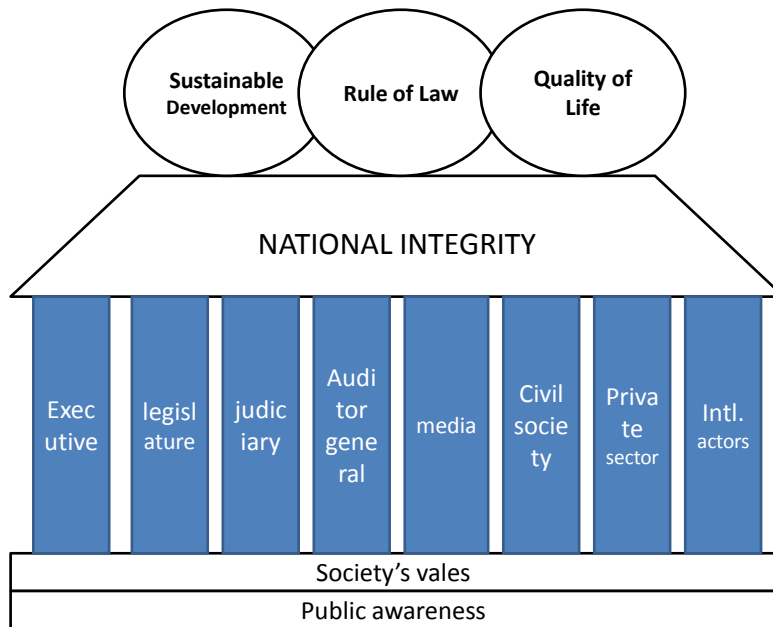 Sustainable
Development
Rule of Law
Quality of
Life
NATIONAL INTEGRITY
Exec
utive
legisl
ature
judic
iary
Audi
tor
gene
ral
media
Civil
socie
ty
Priva
te
sector
Intl.
actors
Society’s vales
Public awareness